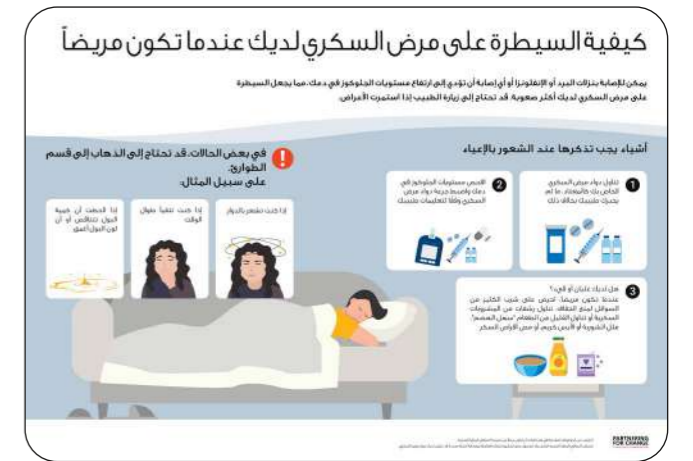 كيفية السيطرة على مرض السكري لديك عندما تكون مريضاً
يمكن للإصابة بنزلات البرد أو الإنفلونزا أو أي إصابة أن تؤدي إلى ارتفاع مستويات الجلوكوز في دمك، مما يجعل السيطرة
على مرض السكري لديك أكثر صعوبة. قد تحتاج إلى زيارة الطبيب إذا استمرت الأعراض.
أشياء يجب تذكرها عند الشعور بالإعياء
1
تناول دواء مرض السكري
الخاص بك كالمعتاد، ما لم
يخبرك طبيبك بخلاف ذلك
2
افحص مستويات الجلوكوز في
دمك واضبط جرعة دواء مرض
السكري وفقًا لتعليمات طبيبك
3
هل لديك غثيان أو قيء؟
عندما تكون مريضاً، احرص على شرب الكثير من
السوائل لمنع الجفاف. تناول رشفات من المشروبات
السكرية أو تناول القليل من الطعام "سهل الهضم"،
مثل الشوربة أو الآيس كريم، أو مص أقراص السكر
في بعض الحالات، قد تحتاج إلى الذهاب إلى قسم
الطوارئ.
على سبيل المثال:
إذا كنت تشعر بالدوار
إذا كنت تتقيأ طوال
الوقت
إذا لاحظت أن كمية
البول تتناقص أو أن
لون البول أغمق
PARTNERING
FOR CHANGE